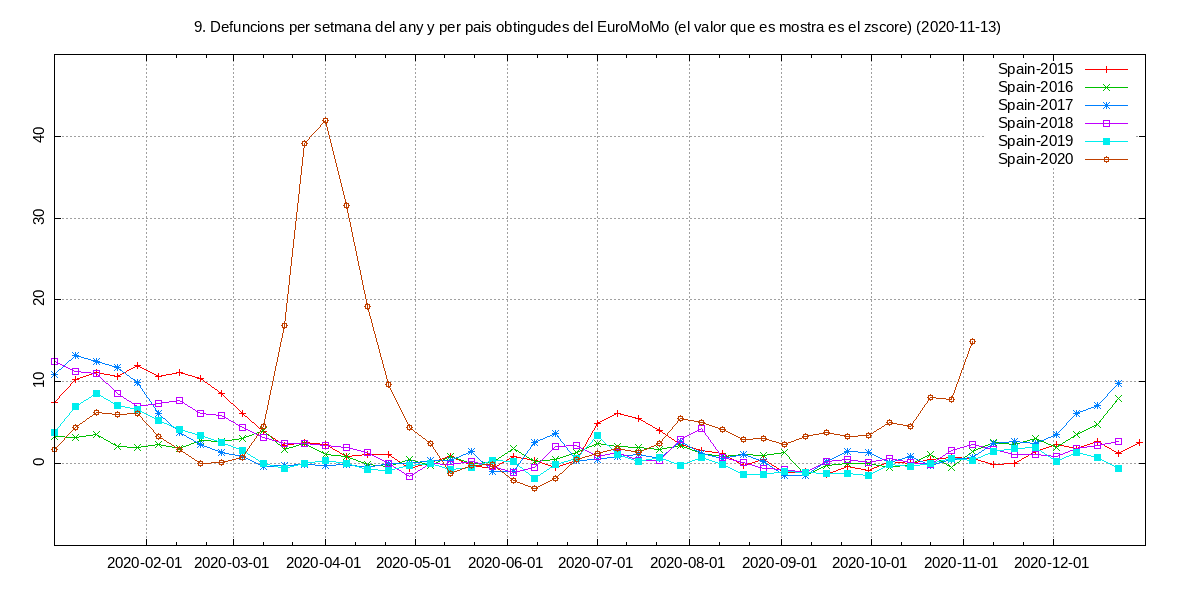 9. Defuncions per setmana del any y per pais obtingudes del EuroMoMo (el valor que es mostra es el zscore) (2020-11-13)
Spain-2015
Spain-2016
Spain-2017
Spain-2018
Spain-2019
Spain-2020
40
30
20
10
0
2020-02-01 2020-03-01 2020-04-01 2020-05-01 2020-06-01 2020-07-01 2020-08-01 2020-09-01 2020-10-01 2020-11-01 2020-12-01